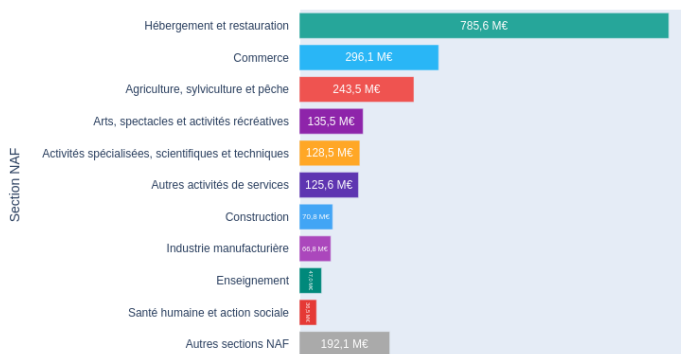 Section NAF
Hébergement et restauration 785,6 M€
Commerce 296,1 M€
Agriculture, sylviculture et pêche 243,5 M€
Arts, spectacles et activités récréatives 135,5 M€
Activités spécialisées, scientifiques et techniques 128,5 M€
Autres activités de services 125,6 M€
Construction 70,8 M€
Industrie manufacturière 66,8 M€
Enseignement
Santé humaine et action sociale
Autres sections NAF 192,1 M€